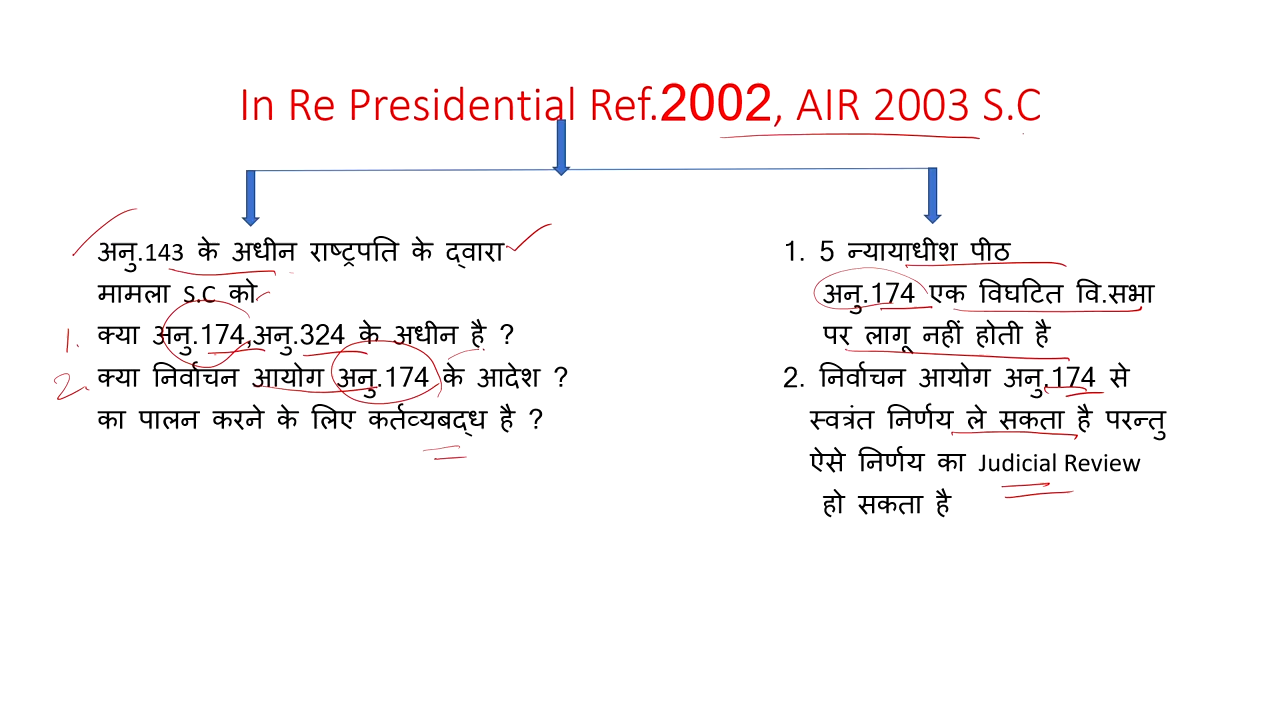 In Re Presidential Ref.2002, AIR 2003 S.C
अनु.143 के अधीन राष्ट्रपति के द्वारा
मामला S.C को
1. क्या अनु.174,अनु.324 के अधीन है ?
2. क्या निर्वाचन आयोग अनु.174 के आदेश ?
का पालन करने के लिए कर्तव्यबद्ध है ?
1. 5 न्यायाधीश पीठ
अनु.174 एक विघटित वि.सभा
पर लागू नहीं होती है
2. निर्वाचन आयोग अनु.174 से
स्वत्रंत निर्णय ले सकता है परन्तु
ऐसे निर्णय का Judicial Review
हो सकता है